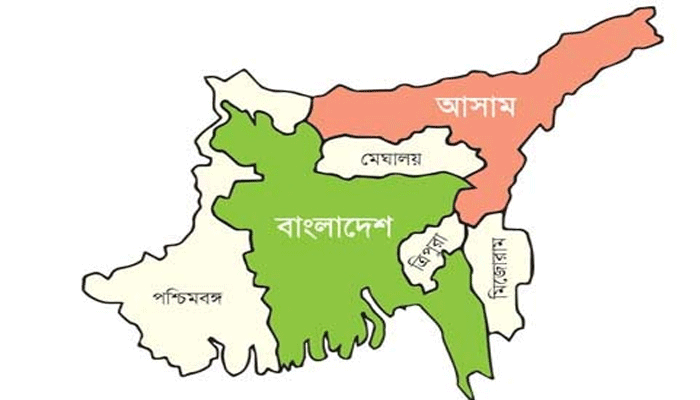 আসাম
মেঘালয়
বাংলাদেশ
ত্রিপুরা
মিজোরাম
পশ্চিমবঙ্গ